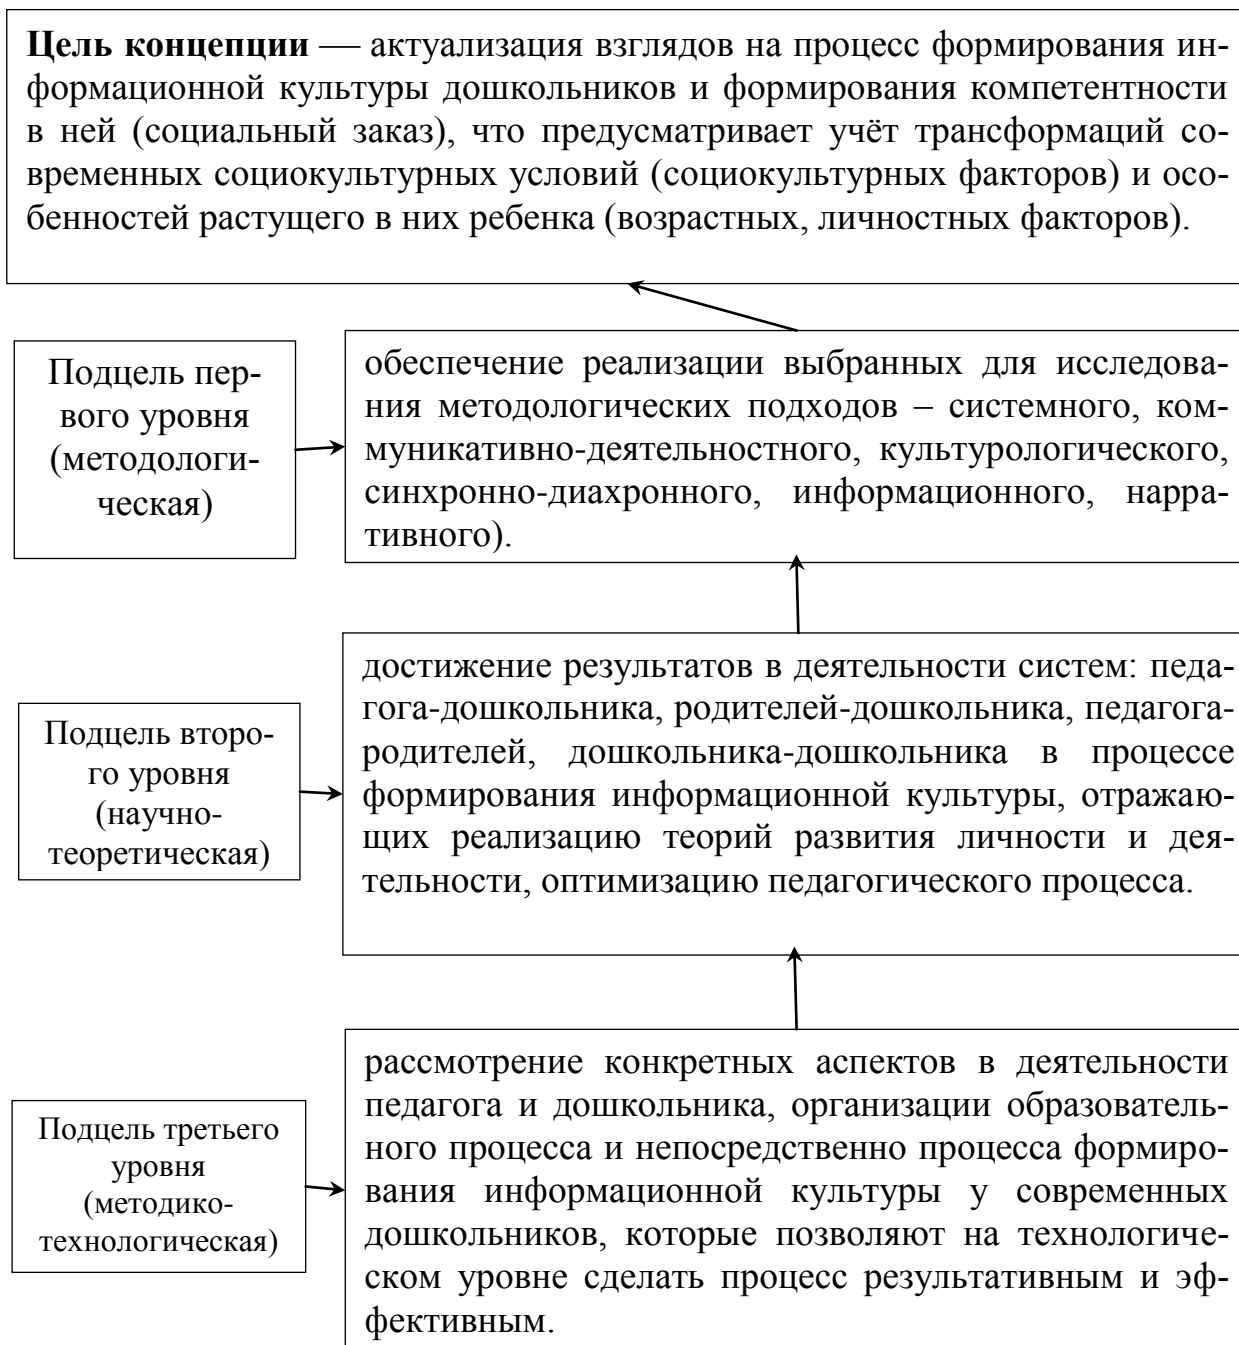 Цель концепции — актуализация взглядов на процесс формирования ин-
формационной культуры дошкольников и формирования компетентности
в ней (социальный заказ), что предусматривает учёт трансформаций со-
временных социокультурных условий (социокультурных факторов) и осо-
бенностей растущего в них ребенка (возрастных, личностных факторов).
Подцель пер-
вого уровня
(методологи-
ческая)
обеспечение реализации выбранных для исследова-
ния методологических подходов – системного, ком-
муникативно-деятельностного, культурологического,
синхронно-диахронного, информационного, нарра-
тивного).
Подцель второ-
го уровня
(научно-
теоретическая)
достижение результатов в деятельности систем: педа-
гога-дошкольника, родителей-дошкольника, педагога-
родителей, дошкольника-дошкольника в процессе
формирования информационной культуры, отражаю-
щих реализацию теорий развития личности и дея-
тельности, оптимизацию педагогического процесса.
Подцель третьего
уровня
(методико-
технологическая)
рассмотрение конкретных аспектов в деятельности
педагога и дошкольника, организации образователь-
ного процесса и непосредственно процесса формиро-
вания информационной культуры у современных
дошкольников, которые позволяют на технологиче-
ском уровне сделать процесс результативным и эф-
фективным.